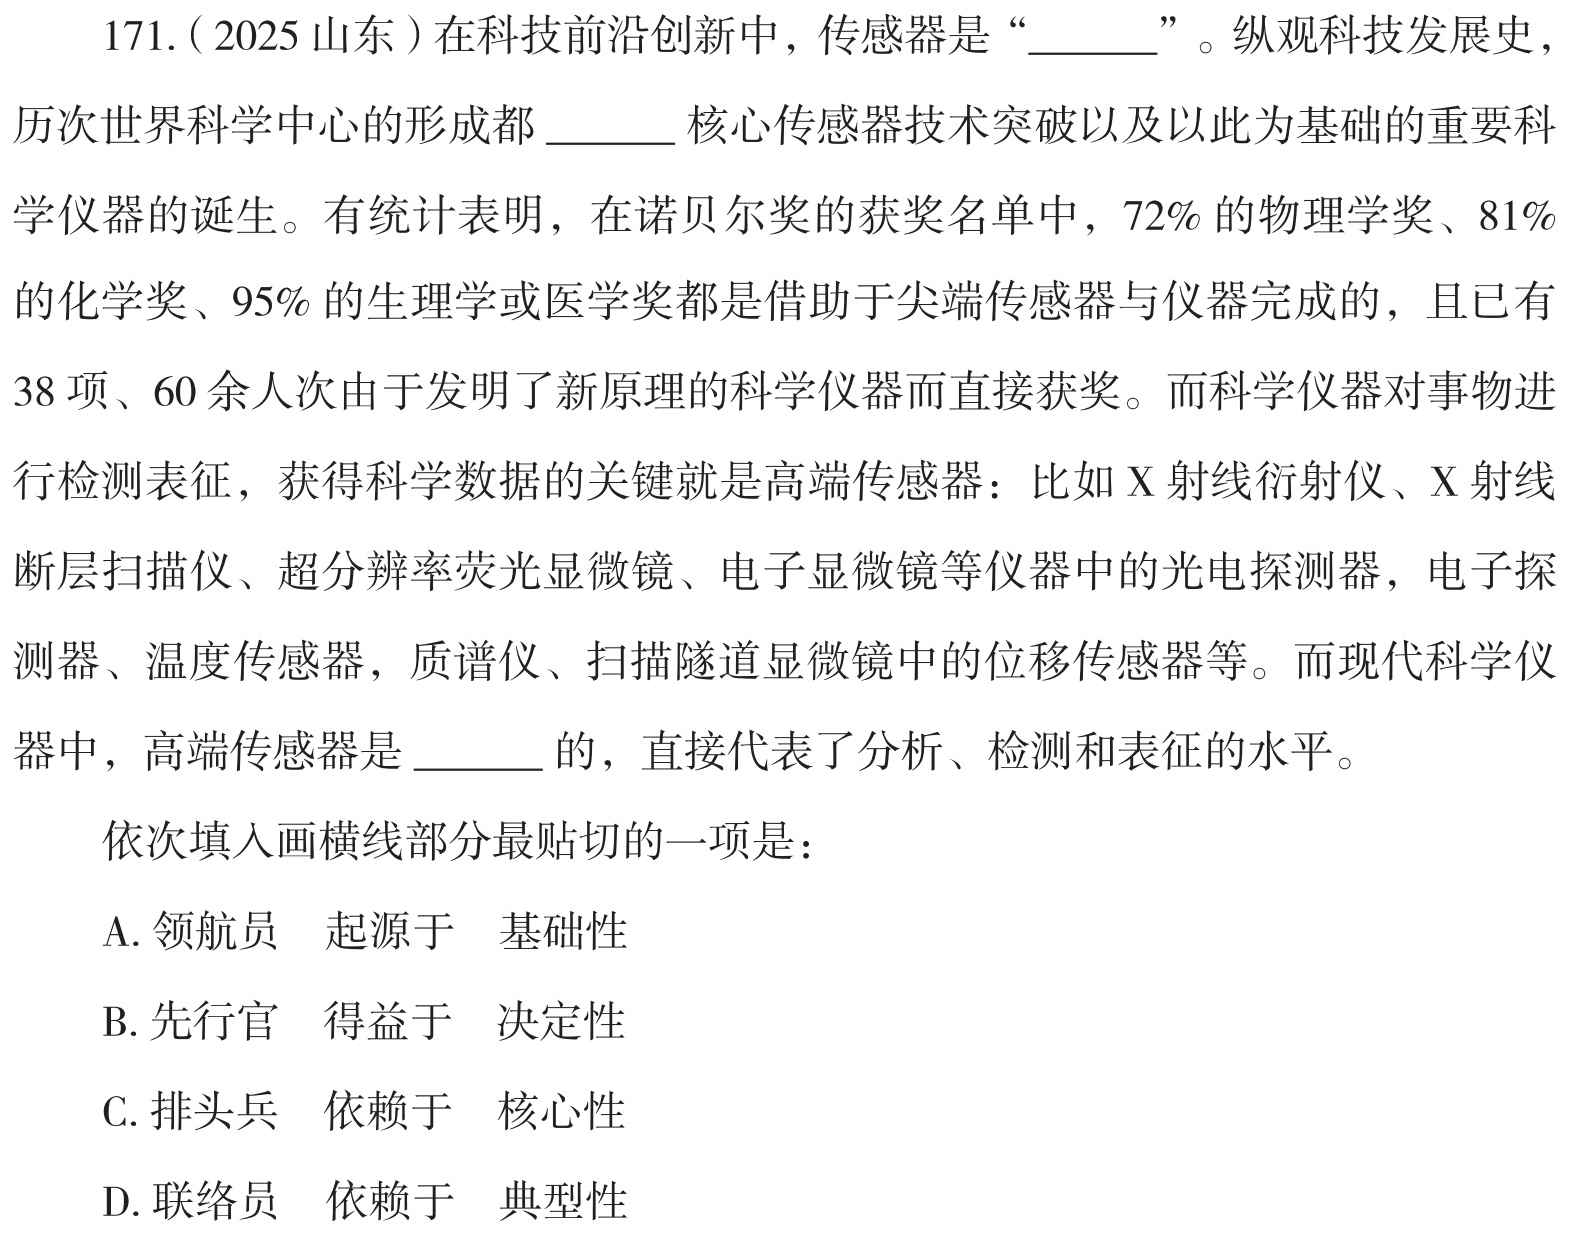 171.（2025 山东）在科技前沿创新中，传感器是“______”。纵观科技发展史，
历次世界科学中心的形成都 ______ 核心传感器技术突破以及以此为基础的重要科
学仪器的诞生。有统计表明，在诺贝尔奖的获奖名单中，72% 的物理学奖、81%
的化学奖、95% 的生理学或医学奖都是借助于尖端传感器与仪器完成的，且已有
38 项、60 余人次由于发明了新原理的科学仪器而直接获奖。而科学仪器对事物进
行检测表征，获得科学数据的关键就是高端传感器：比如 X 射线衍射仪、X 射线
断层扫描仪、超分辨率荧光显微镜、电子显微镜等仪器中的光电探测器，电子探
测器、温度传感器，质谱仪、扫描隧道显微镜中的位移传感器等。而现代科学仪
器中，高端传感器是 ______ 的，直接代表了分析、检测和表征的水平。
依次填入画横线部分最贴切的一项是：
A. 领航员　起源于　基础性
B. 先行官　得益于　决定性
C. 排头兵　依赖于　核心性
D. 联络员　依赖于　典型性